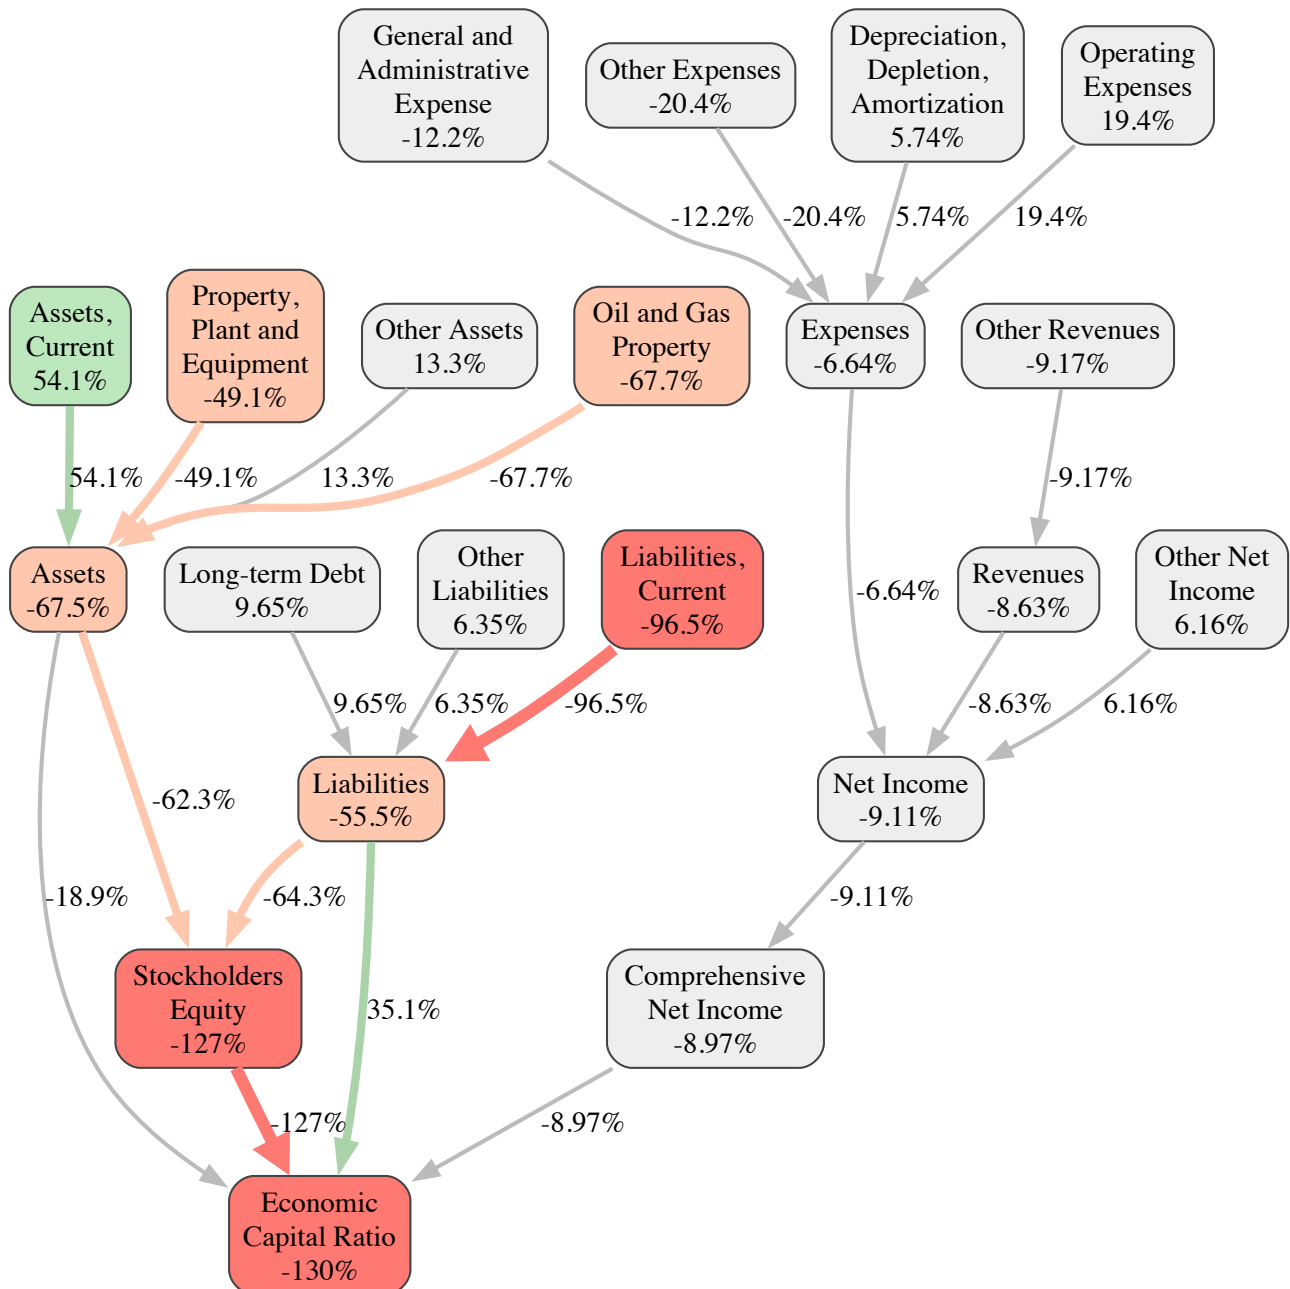 General and
Administrative
Expense
-12.2%
Other Expenses
-20.4%
Depreciation,
Depletion,
Amortization
5.74%
Operating
Expenses
19.4%
-12.2%
-20.4%
5.74%
19.4%
Assets,
Current
54.1%
Property,
Plant and
Equipment
-49.1%
Other Assets
13.3%
Oil and Gas
Property
-67.7%
Expenses
-6.64%
Other Revenues
-9.17%
54.1%
-49.1%
13.3%
-67.7%
-9.17%
Assets
-67.5%
Long-term Debt
9.65%
Other
Liabilities
6.35%
Liabilities,
Current
-96.5%
-6.64%
Revenues
-8.63%
Other Net
Income
6.16%
9.65%
6.35%
-96.5%
-8.63%
6.16%
-62.3%
Liabilities
-55.5%
Net Income
-9.11%
-18.9%
-64.3%
-9.11%
Stockholders
Equity
-127%
35.1%
Comprehensive
Net Income
-8.97%
-127%
-8.97%
Economic
Capital Ratio
-130%